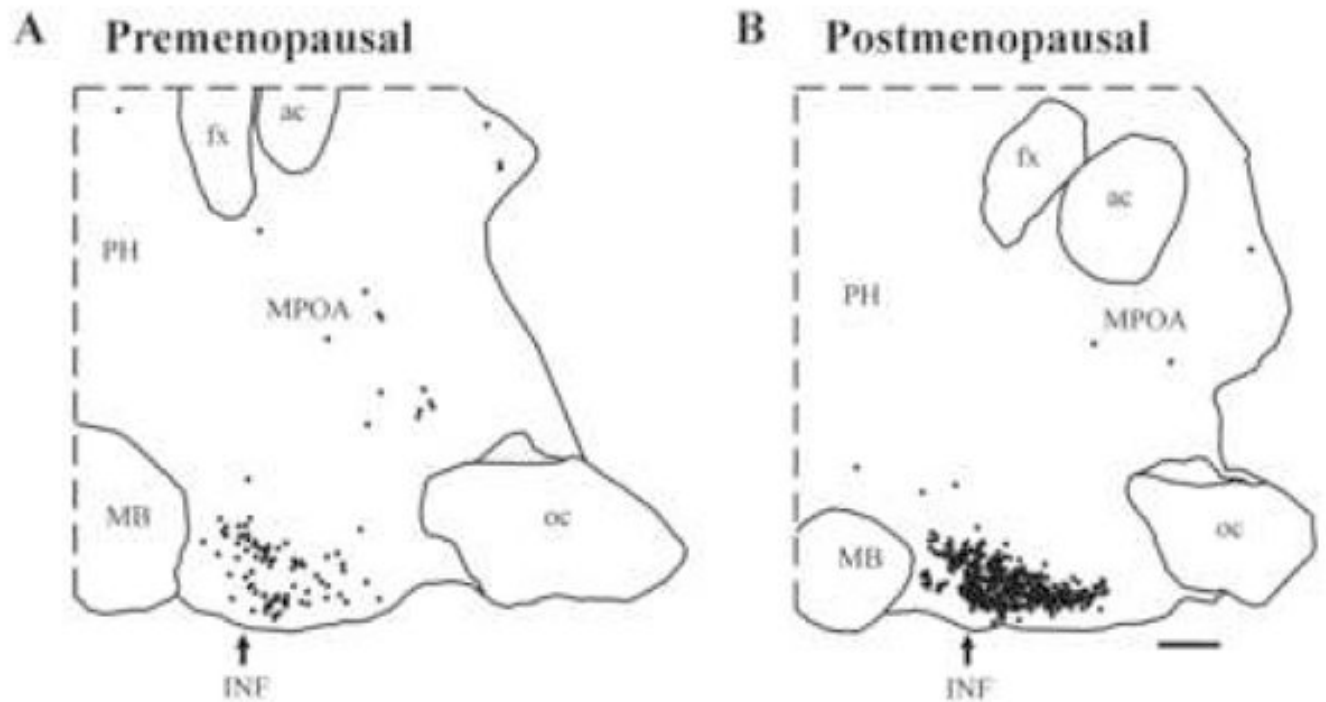 A Premenopausal
fx
ac
PH
MPOA
MB
oc
INF
B Postmenopausal
fx
ac
PH
MPOA
MB
oc
INF